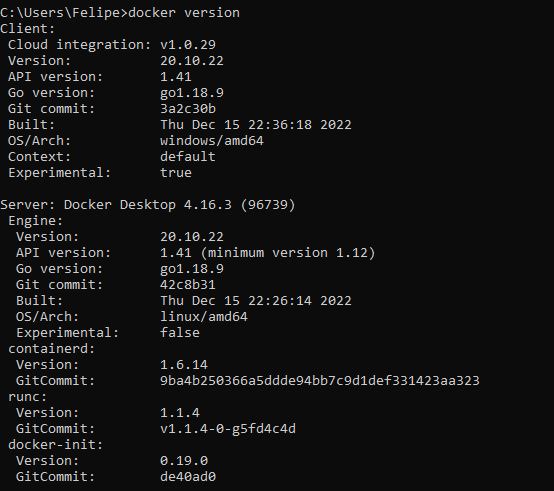 C:\Users\Felipe>docker version
Client:
 Cloud integration: v1.0.29
 Version:           20.10.22
 API version:       1.41
 Go version:        go1.18.9
 Git commit:        3a2c30b
 Built:             Thu Dec 15 22:36:18 2022
 OS/Arch:           windows/amd64
 Context:           default
 Experimental:      true

Server: Docker Desktop 4.16.3 (96739)
 Engine:
  Version:          20.10.22
  API version:      1.41 (minimum version 1.12)
  Go version:       go1.18.9
  Git commit:       42c8b31
  Built:            Thu Dec 15 22:26:14 2022
  OS/Arch:          linux/amd64
  Experimental:     false
 containerd:
  Version:          1.6.14
  GitCommit:        9ba4b250366a5ddde94bb7c9d1def331423aa323
 runc:
  Version:          1.1.4
  GitCommit:        v1.1.4-0-g5fd4c4d
 docker-init:
  Version:          0.19.0
  GitCommit:        de40ad0